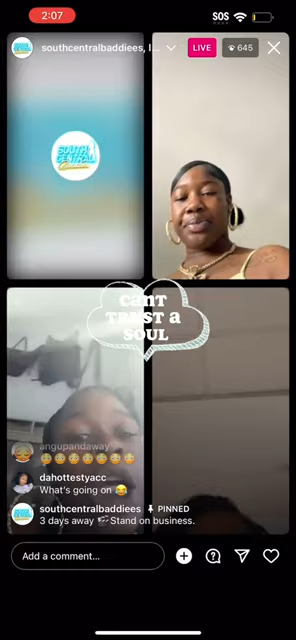 2:07
SOS
southcentralbaddiees, l...
LIVE
645
SOUTH
CENTRAL
CANT
TRUST a
SOUL
angupandaway
dahottestyacc
What's going on 😂
southcentralbaddiees PINNED
3 days away 🎬Stand on business.
Add a comment...